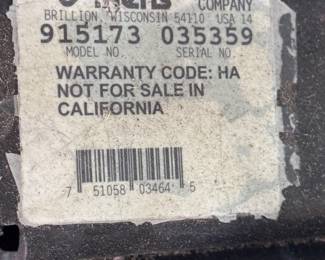 COMPANY
BRILLION, WISCONSIN 54110 USA 14
915173 035359
MODEL NO. SERIAL NO.
WARRANTY CODE: HA
NOT FOR SALE IN
CALIFORNIA
7 51058 03464 5